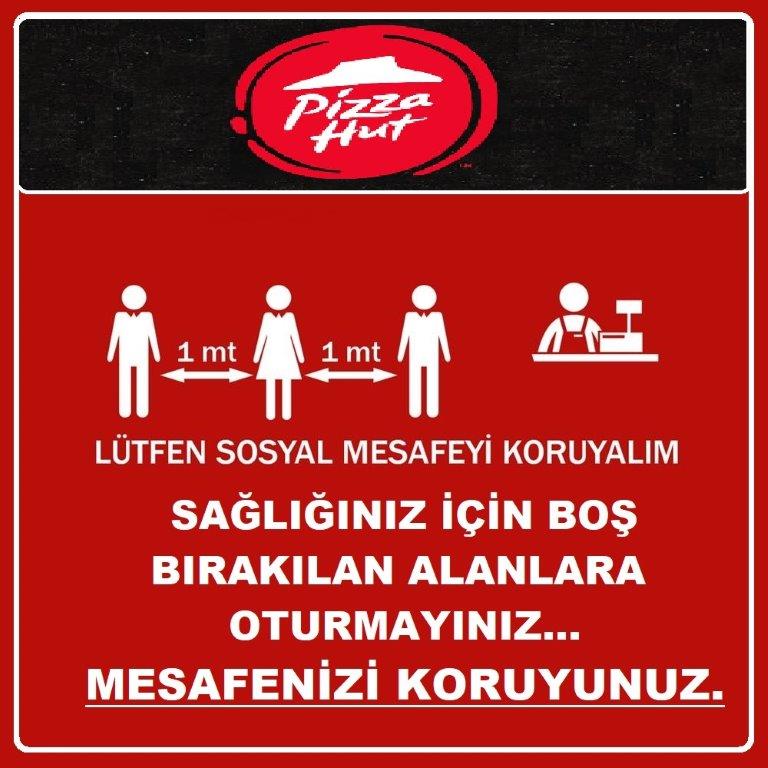 Pizza
Hut
1 mt 1 mt
LÜTFEN SOSYAL MESAFEYİ KORUYALIM
SAĞLIĞINIZ İÇİN BOŞ
BIRAKILAN ALANLARA
OTURMAYINIZ...
MESAFENİZİ KORUYUNUZ.